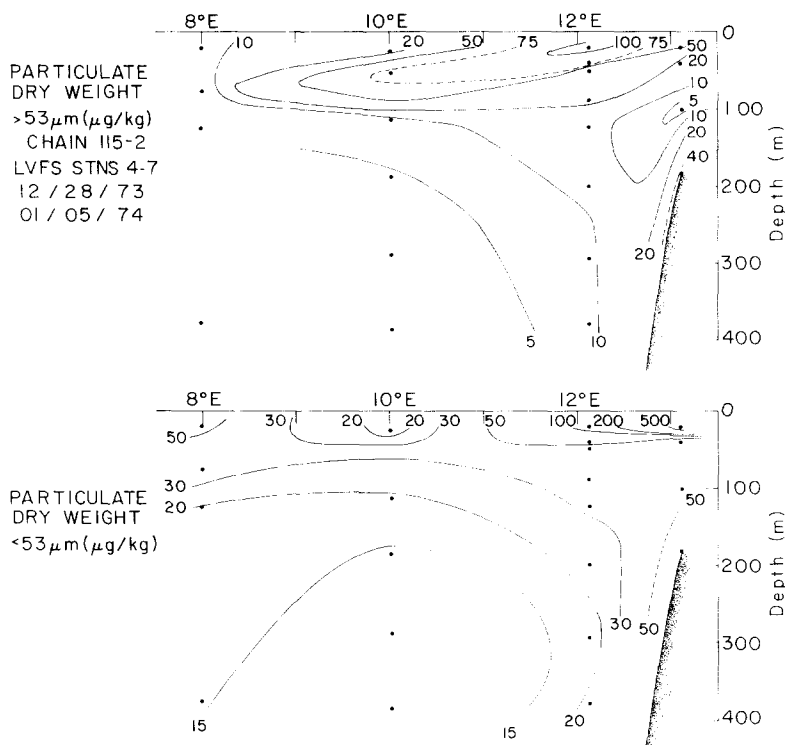 8°E 10°E 12°E
0
10 20 50 75 100 75 50
20
10
5
10
20
40
20
5 10
100
200
300
400
Depth (m)
PARTICULATE
DRY WEIGHT
>53μm(μg/kg)
CHAIN 115-2
LVFS STNS 4-7
12 / 28 / 73
01 / 05 / 74
8°E 10°E 12°E
0
50 30 20 20 30 50 100 200 500
30
20
50
30 50
15 15 20
100
200
300
400
Depth (m)
PARTICULATE
DRY WEIGHT
<53μm(μg/kg)